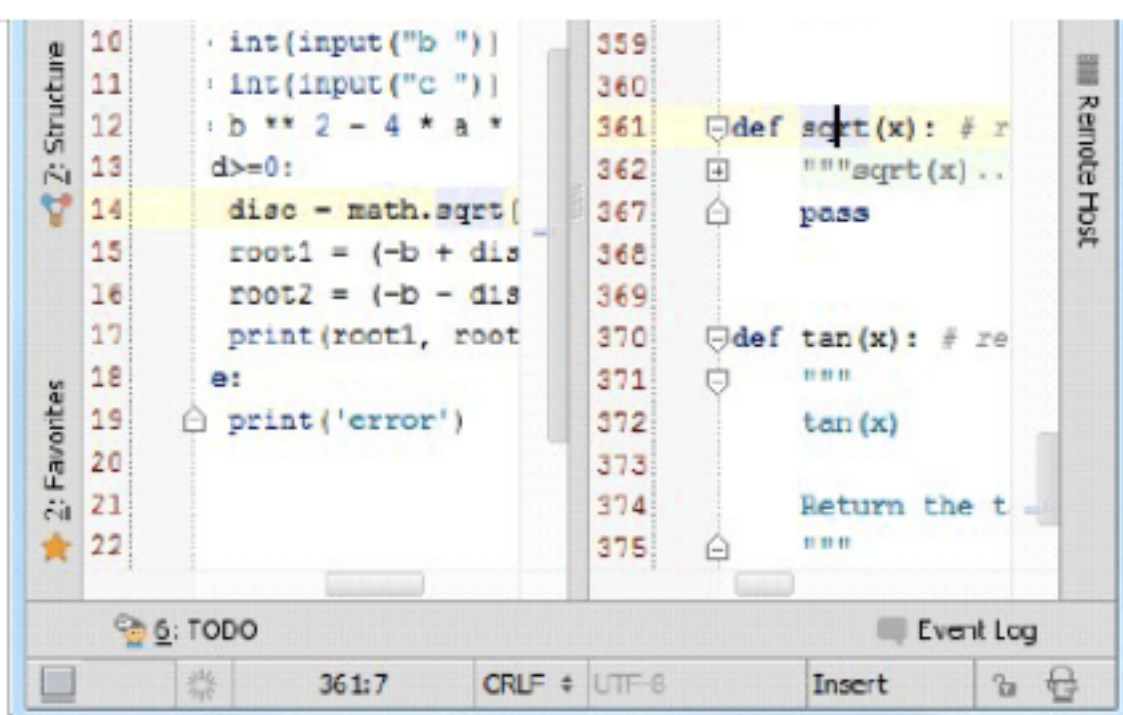 7: Structure
2: Favorites
10 int(input("b "))
11 int(input("c "))
12 b ** 2 - 4 * a *
13 d>=0:
14 disc = math.sqrt(
15 root1 = (-b + dis
16 root2 = (-b - dis
17 print(root1, root
18 e:
19 print('error')
20
21
22
359
360
361 def sqrt(x): # r
362 """sqrt(x)..
367 pass
368
369
370 def tan(x): # re
371 """
372 tan(x)
373
374 Return the t
375 """
Remote Host
6: TODO
Event Log
361:7 CRLF UTF-8 Insert